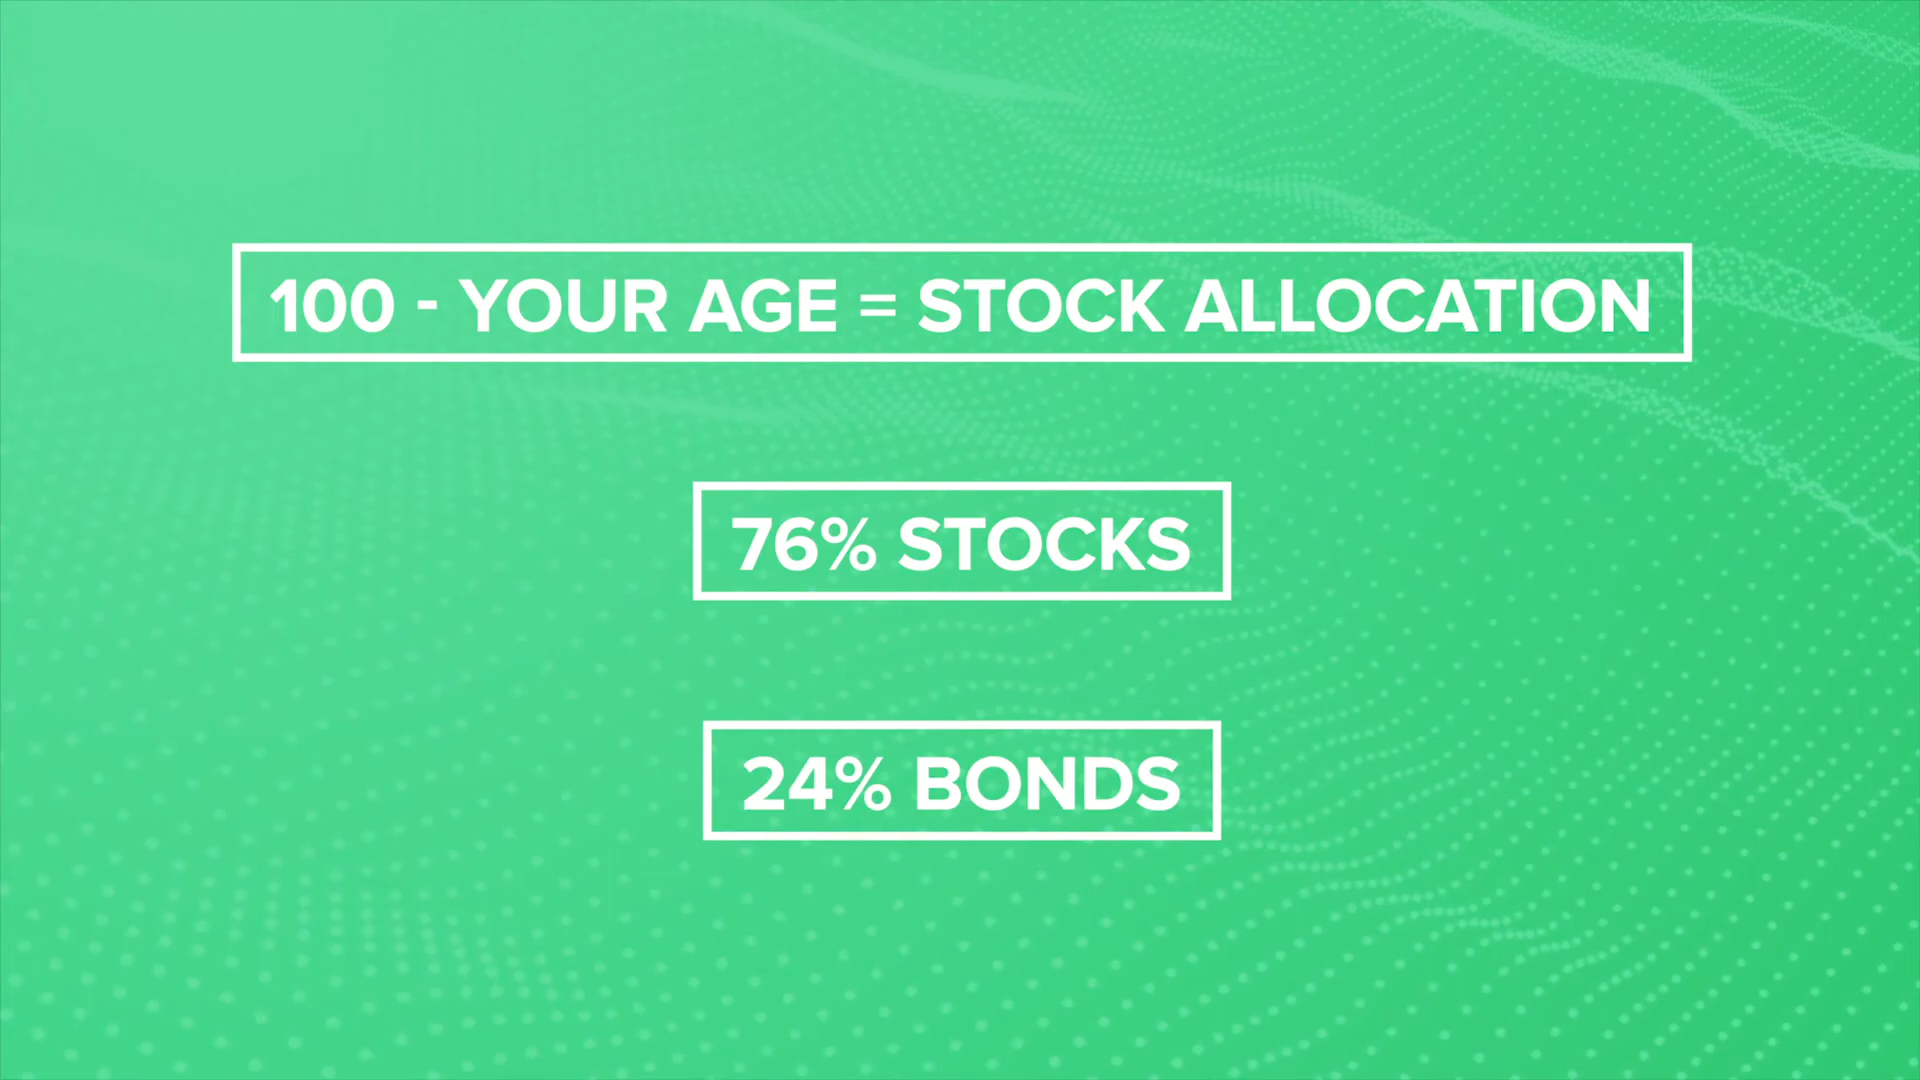 100 - YOUR AGE = STOCK ALLOCATION
76% STOCKS
24% BONDS